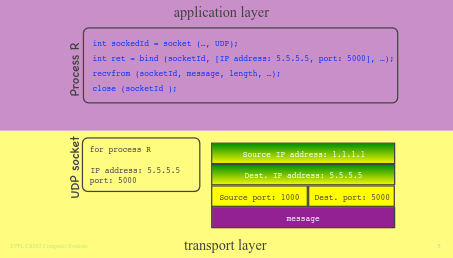 application layer
Process R
int sockedId = socket (…, UDP);
int ret = bind (socketId, [IP address: 5.5.5.5, port: 5000], …);
recvfrom (socketId, message, length, …);
close (socketId );
UDP socket
for process R
IP address: 5.5.5.5
port: 5000
Source IP address: 1.1.1.1
Dest. IP address: 5.5.5.5
Source port: 1000
Dest. port: 5000
message
transport layer